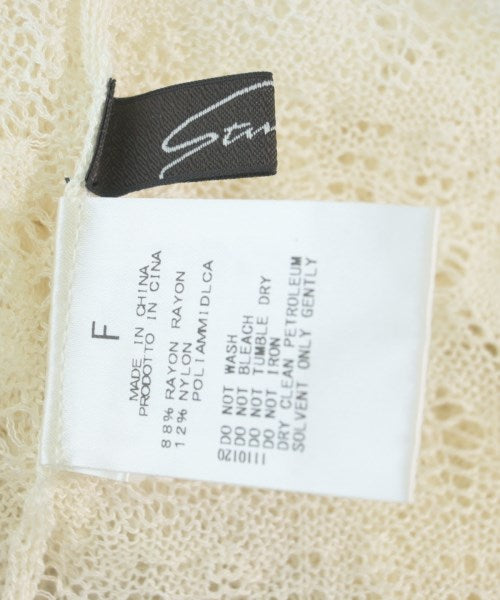 F
MADE IN CHINA
PRODOTTO IN CINA
88% RAYON RAYON
12% NYLON
POLIAMMIDLCA
DO NOT WASH
DO NOT BLEACH
DO NOT TUMBLE DRY
DO NOT IRON
DRY CLEAN PETROLEUM
SOLVENT ONLY GENTLY
1110120